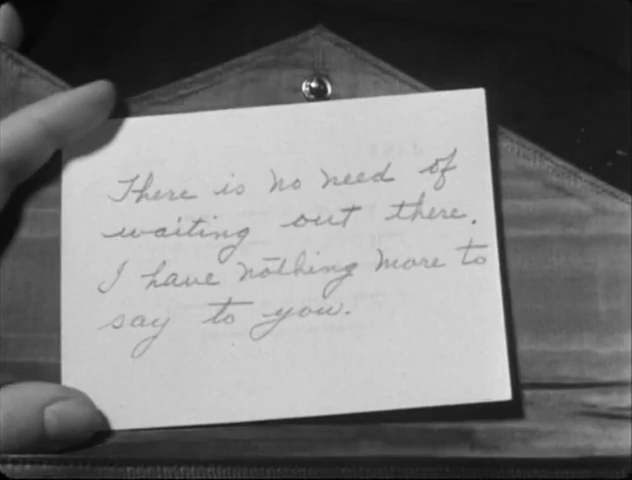 There is no need of
waiting out there.
I have nothing more to
say to you.